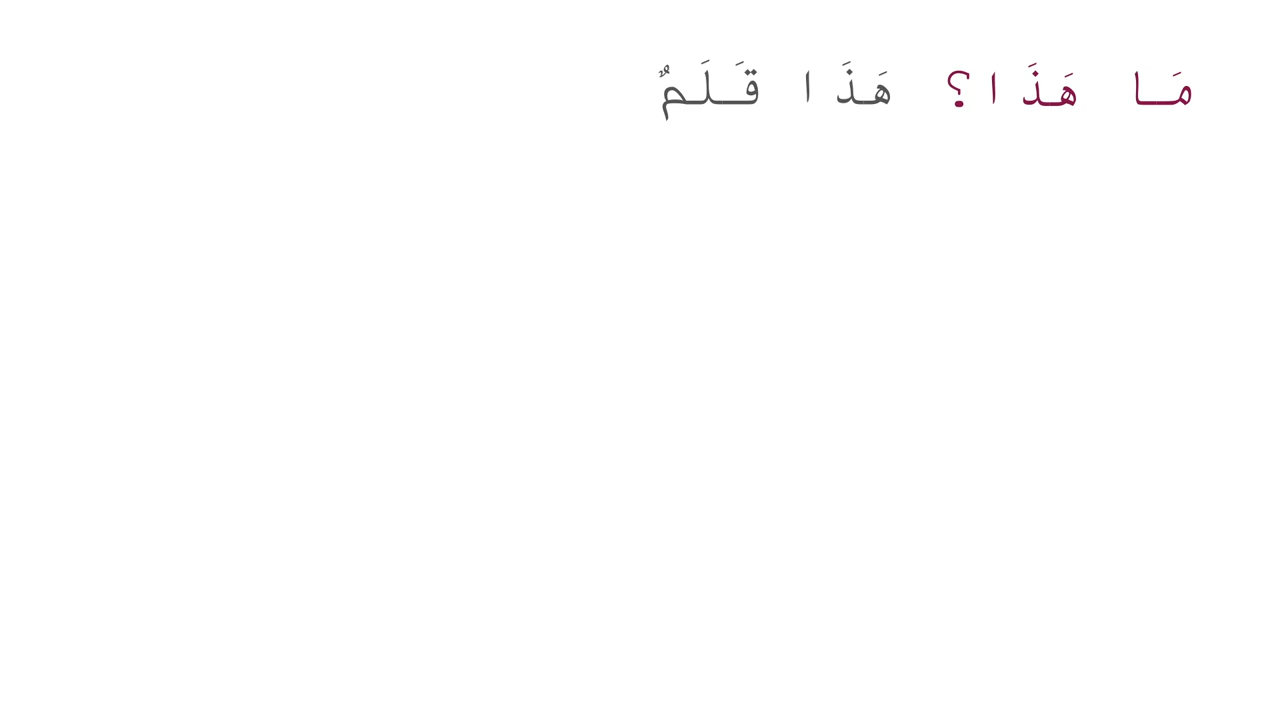 مَا هَذَا؟ هَذَا قَلَمٌ